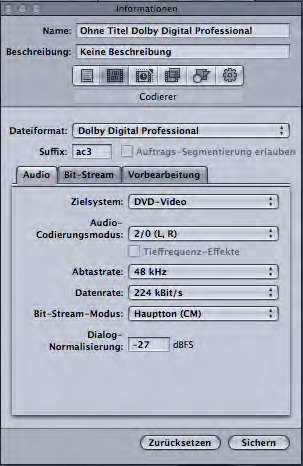 Informationen
Name: Ohne Titel Dolby Digital Professional
Beschreibung: Keine Beschreibung
Codierer
Dateiformat: Dolby Digital Professional
Suffix: ac3 Auftrags-Segmentierung erlauben
Audio Bit-Stream Vorbearbeitung
Zielsystem: DVD-Video
Audio-
Codierungsmodus: 2/0 (L, R)
Tieffrequenz-Effekte
Abtastrate: 48 kHz
Datenrate: 224 kBit/s
Bit-Stream-Modus: Hauptton (CM)
Dialog-
Normalisierung: -27 dBFS
Zurücksetzen Sichern